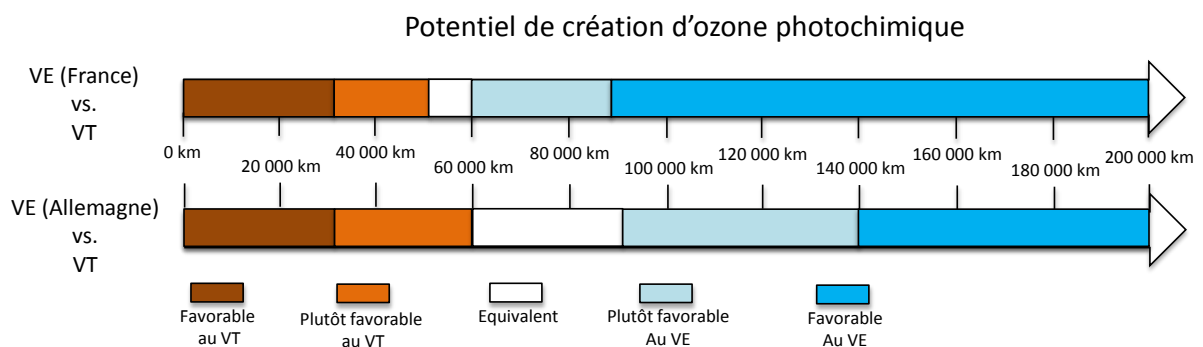 Potentiel de création d'ozone photochimique
VE (France)
vs.
VT
0 km
20 000 km
40 000 km
60 000 km
80 000 km
100 000 km
120 000 km
140 000 km
160 000 km
180 000 km
200 000 km
VE (Allemagne)
vs.
VT
Favorable
au VT
Plutôt favorable
au VT
Equivalent
Plutôt favorable
Au VE
Favorable
Au VE